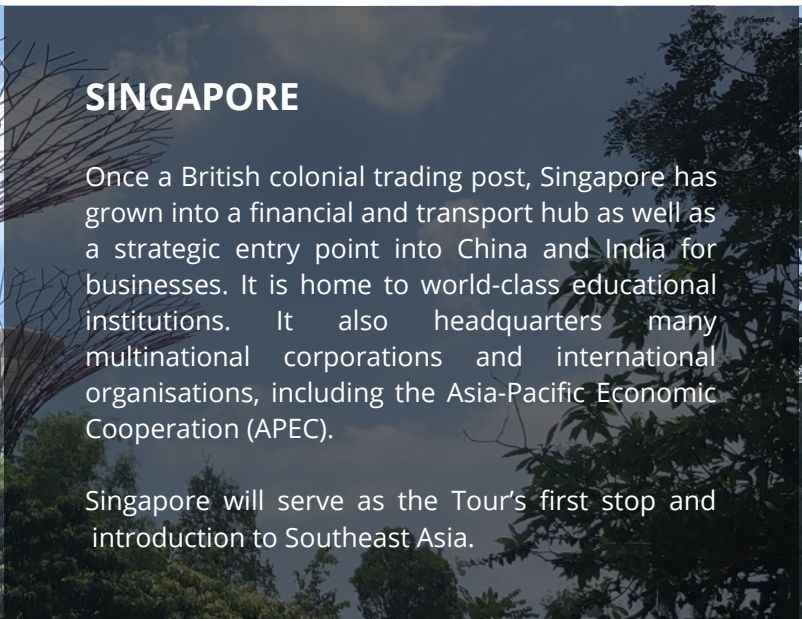 SINGAPORE
Once a British colonial trading post, Singapore has
grown into a financial and transport hub as well as
a strategic entry point into China and India for
businesses. It is home to world-class educational
institutions. It also headquarters many
multinational corporations and international
organisations, including the Asia-Pacific Economic
Cooperation (APEC).
Singapore will serve as the Tour’s first stop and
introduction to Southeast Asia.